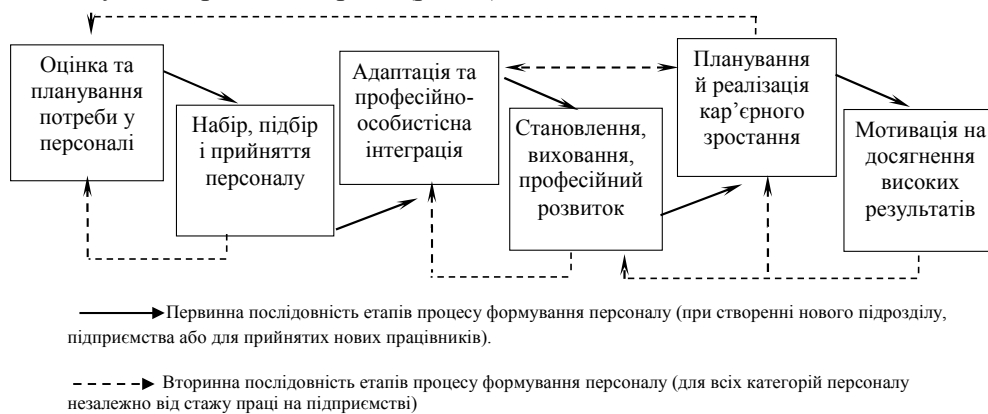 Оцінка та
планування
потреби у
персоналі
Набір, підбір
і прийняття
персоналу
Адаптація та
професійно-
особистісна
інтеграція
Становлення,
виховання,
професійний
розвиток
Планування
й реалізація
кар’єрного
зростання
Мотивація на
досягнення
високих
результатів
Первинна послідовність етапів процесу формування персоналу (при створенні нового підрозділу,
підприємства або для прийнятих нових працівників).
Вторинна послідовність етапів процесу формування персоналу (для всіх категорій персоналу
незалежно від стажу праці на підприємстві)